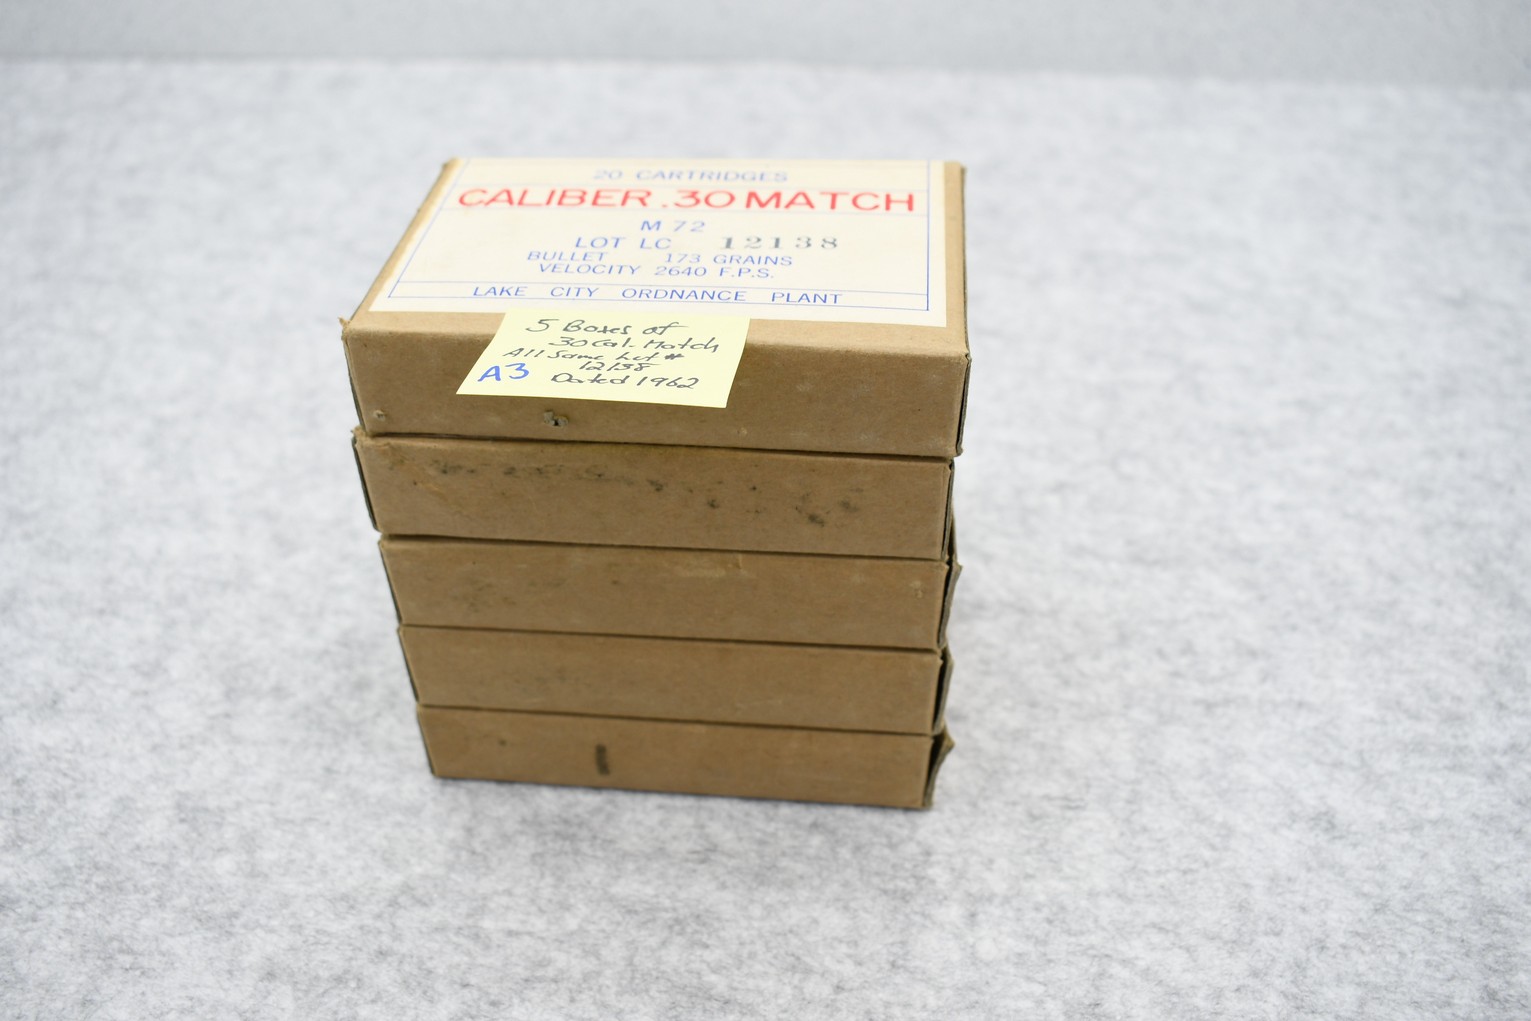 20 CARTRIDGES
CALIBER .30 MATCH
M 72
LOT LC 12138
BULLET 173 GRAINS
VELOCITY 2640 F.P.S.
LAKE CITY ORDNANCE PLANT
5 Boxes of
30 Cal. Match
All Same Lot #
12138
A3 Dated 1962